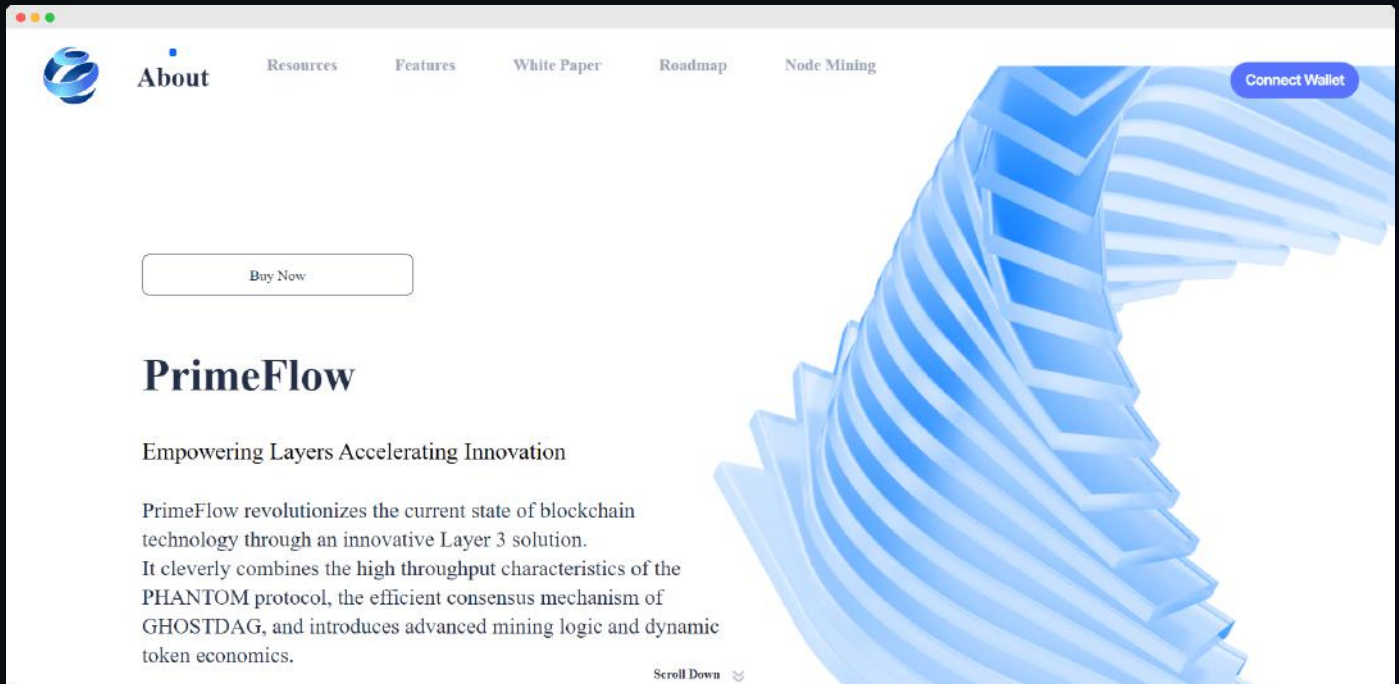 About
Resources
Features
White Paper
Roadmap
Node Mining
Connect Wallet
Buy Now
PrimeFlow
Empowering Layers Accelerating Innovation
PrimeFlow revolutionizes the current state of blockchain
technology through an innovative Layer 3 solution.
It cleverly combines the high throughput characteristics of the
PHANTOM protocol, the efficient consensus mechanism of
GHOSTDAG, and introduces advanced mining logic and dynamic
token economics.
Scroll Down